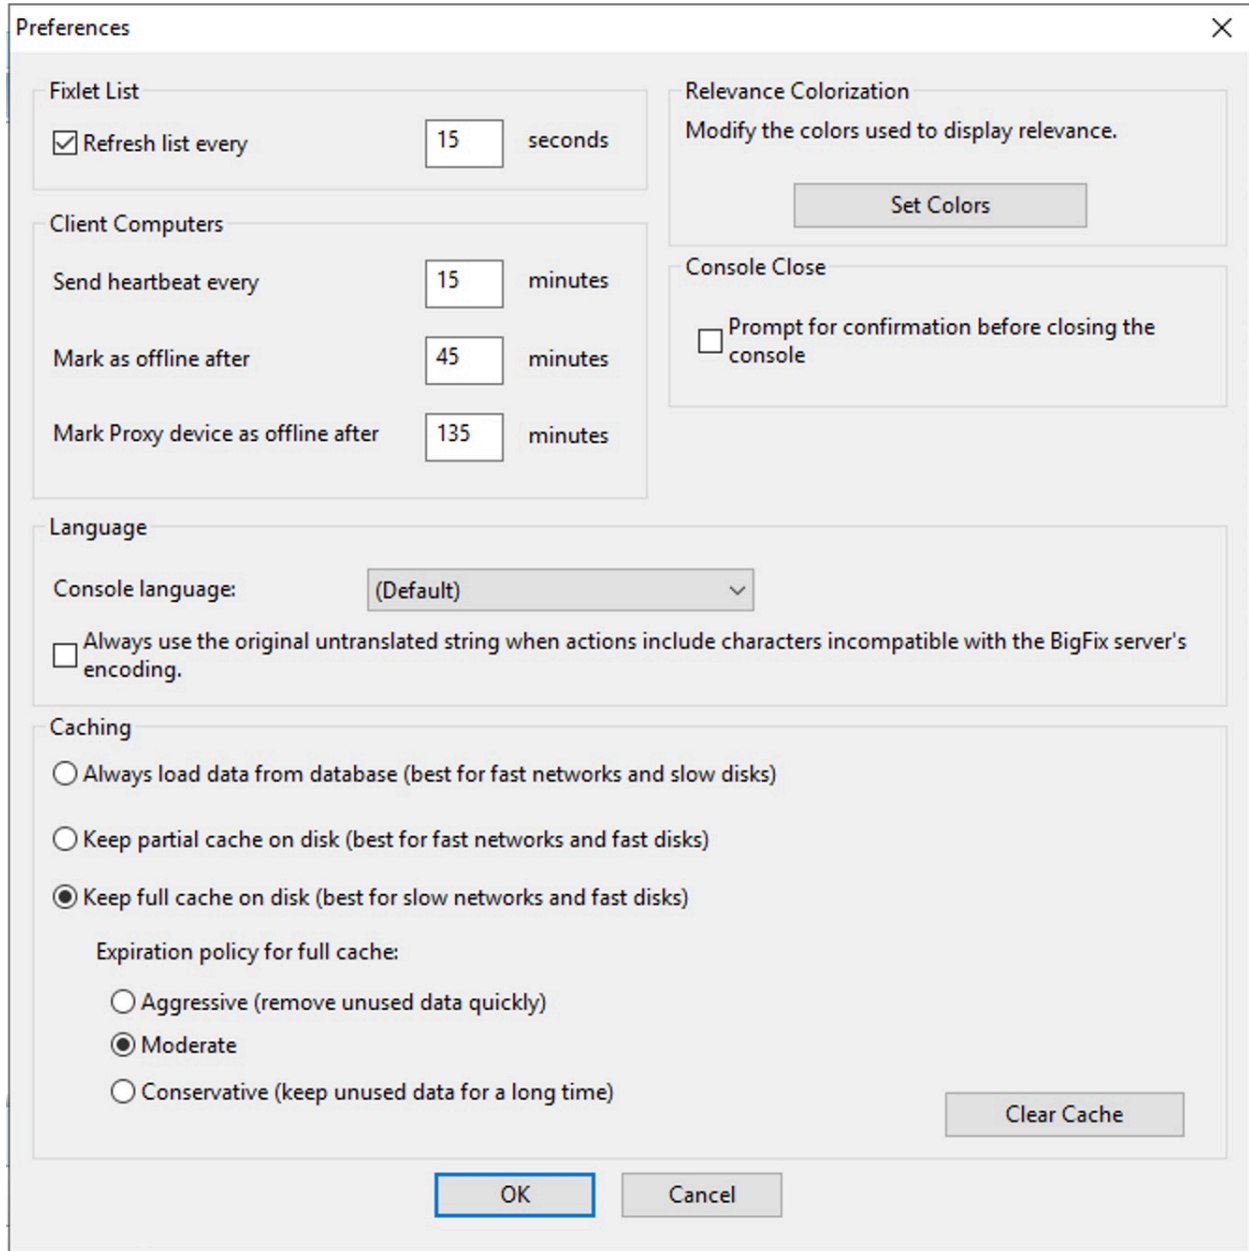 Preferences
Fixlet List
Refresh list every 15 seconds
Client Computers
Send heartbeat every 15 minutes
Mark as offline after 45 minutes
Mark Proxy device as offline after 135 minutes
Relevance Colorization
Modify the colors used to display relevance.
Set Colors
Console Close
Prompt for confirmation before closing the
console
Language
Console language: (Default)
Always use the original untranslated string when actions include characters incompatible with the BigFix server's
encoding.
Caching
Always load data from database (best for fast networks and slow disks)
Keep partial cache on disk (best for fast networks and fast disks)
Keep full cache on disk (best for slow networks and fast disks)
Expiration policy for full cache:
Aggressive (remove unused data quickly)
Moderate
Conservative (keep unused data for a long time)
Clear Cache
OK Cancel